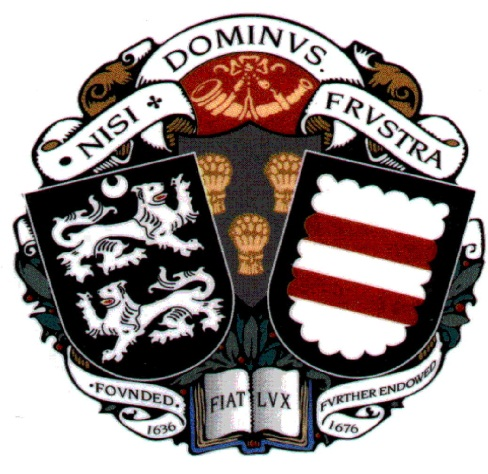 • NISI + DOMINVS. FRVSTRA
• FOVNDED •
1636
FIAT LVX
FVRTHER ENDOWED
1676